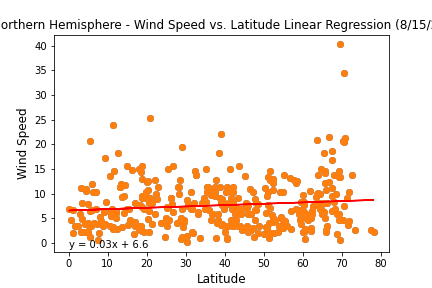 orthern Hemisphere - Wind Speed vs. Latitude Linear Regression (8/15/
40
35
30
25
20
15
10
5
0
Wind Speed
y = 0.03x + 6.6
0 10 20 30 40 50 60 70 80
Latitude